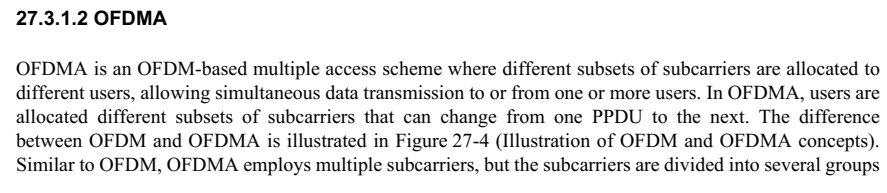 27.3.1.2 OFDMA
OFDMA is an OFDM-based multiple access scheme where different subsets of subcarriers are allocated to
different users, allowing simultaneous data transmission to or from one or more users. In OFDMA, users are
allocated different subsets of subcarriers that can change from one PPDU to the next. The difference
between OFDM and OFDMA is illustrated in Figure 27-4 (Illustration of OFDM and OFDMA concepts).
Similar to OFDM, OFDMA employs multiple subcarriers, but the subcarriers are divided into several groups